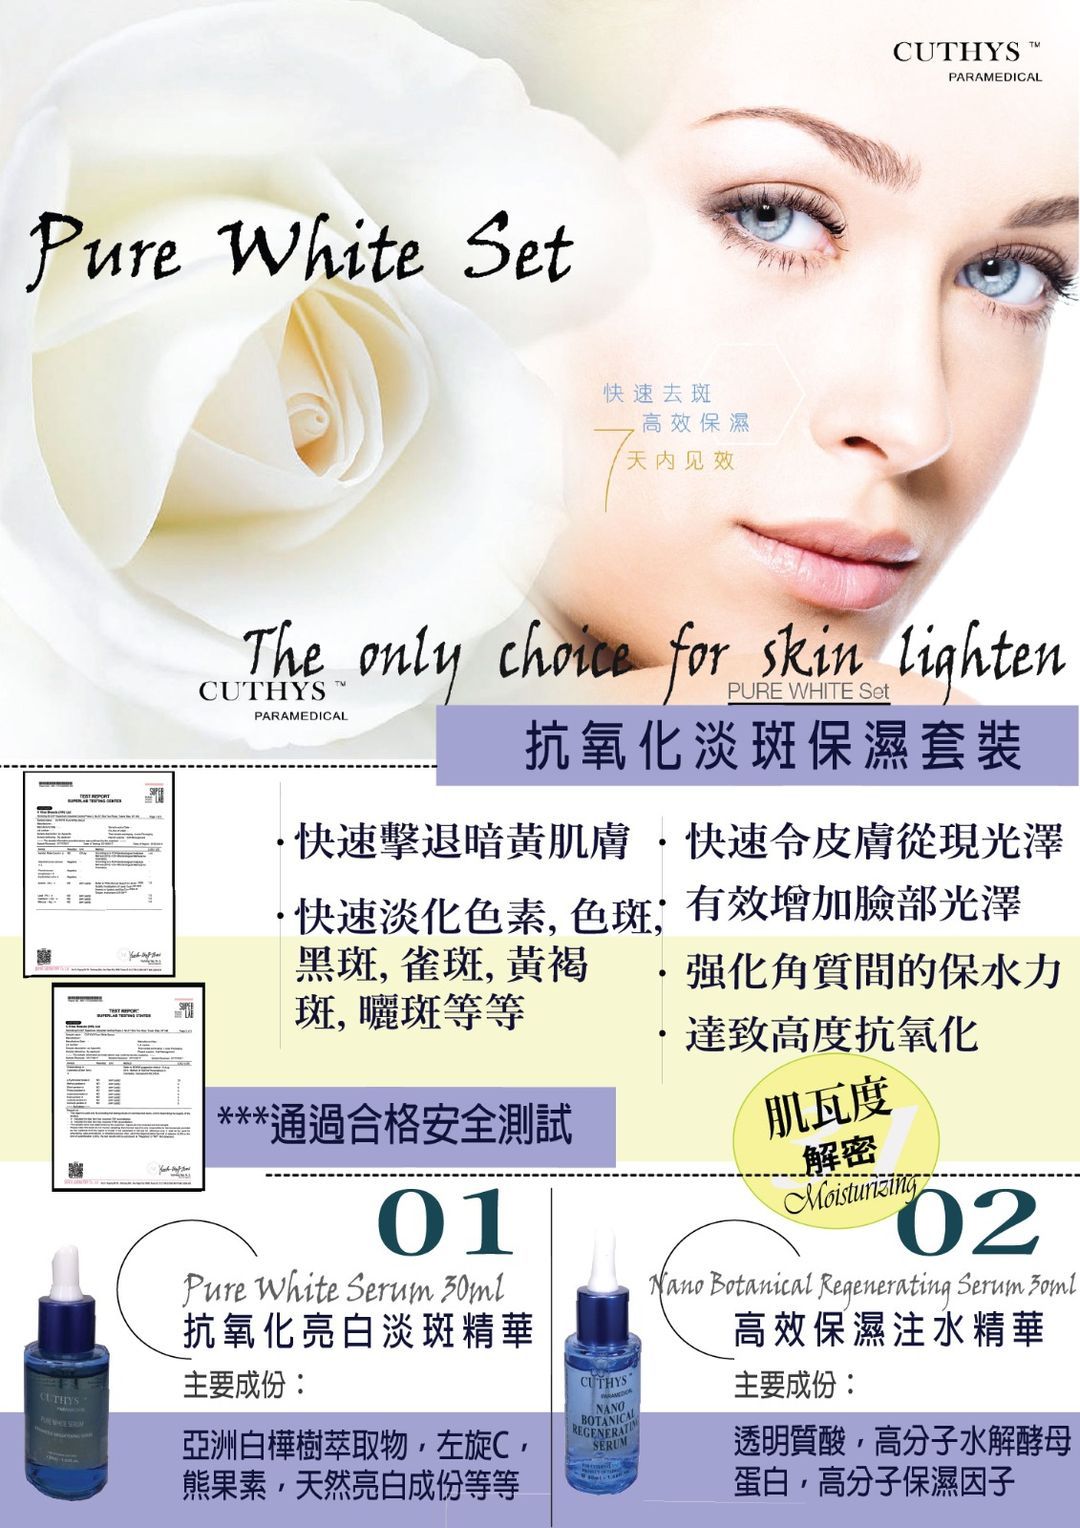 CUTHYS ™
PARAMEDICAL
Pure White Set
快速去斑
高效保濕
7天内见效
The only choice for skin lighten
CUTHYS ™
PARAMEDICAL
PURE WHITE Set
抗氧化淡斑保濕套裝
TEST REPORT
SUPERLAB TESTING CENTER
SUPER
LAB
·快速擊退暗黃肌膚
·快速淡化色素, 色斑,
黑斑, 雀斑, 黃褐
斑, 曬斑等等
·快速令皮膚從現光澤
·有效增加臉部光澤
·强化角質間的保水力
·達致高度抗氧化
TEST REPORT
SUPERLAB TESTING CENTER
SUPER
LAB
***通過合格安全測試
肌瓦度
解密
Moisturizing
01
Pure White Serum 30ml
抗氧化亮白淡斑精華
主要成份：
亞洲白樺樹萃取物，左旋C，
熊果素，天然亮白成份等等
CUTHYS ™
PARAMEDICAL
PURE WHITE SERUM
02
Nano Botanical Regenerating Serum 3oml
高效保濕注水精華
主要成份：
透明質酸，高分子水解酵母
蛋白，高分子保濕因子
CUTHYS ™
PARAMEDICAL
NANO
BOTANICAL
REGENERATING
SERUM